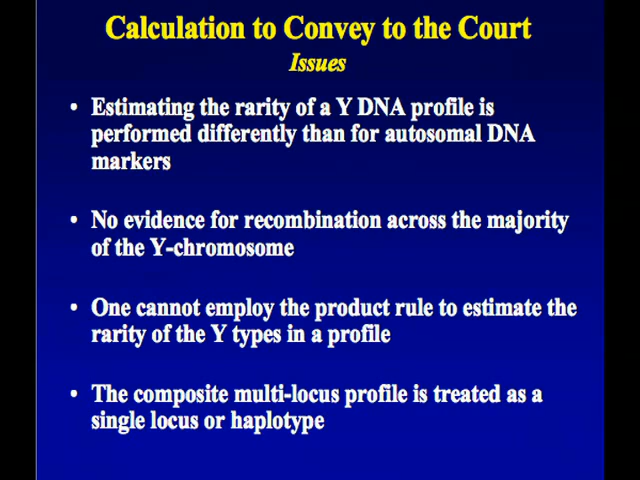 Calculation to Convey to the Court
Issues
• Estimating the rarity of a Y DNA profile is
performed differently than for autosomal DNA
markers
• No evidence for recombination across the majority
of the Y-chromosome
• One cannot employ the product rule to estimate the
rarity of the Y types in a profile
• The composite multi-locus profile is treated as a
single locus or haplotype